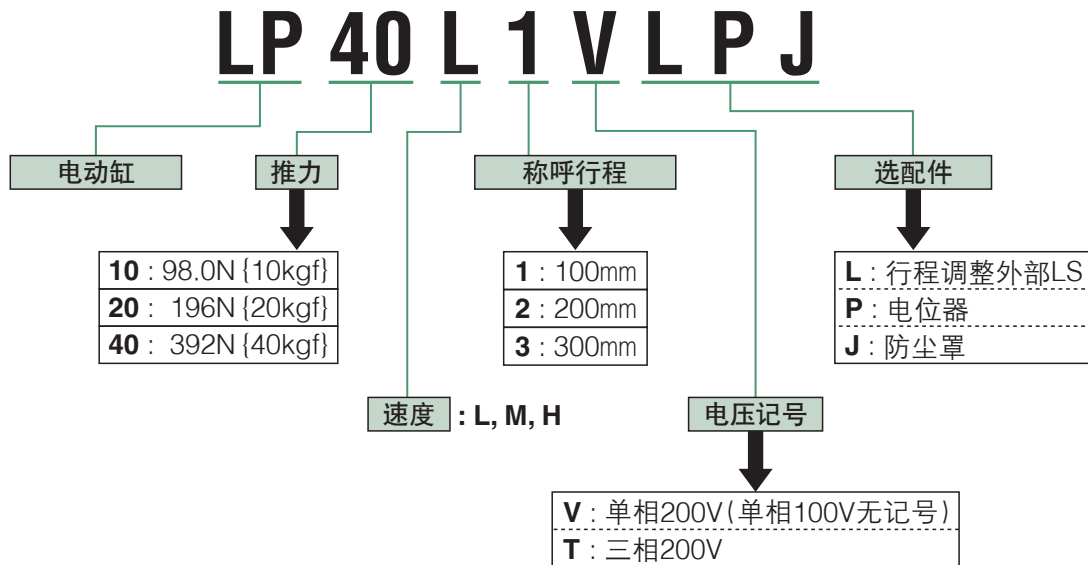 LP 40 L 1 V L P J
电动缸
推力
称呼行程
选配件
10 : 98.0N {10kgf}
20 : 196N {20kgf}
40 : 392N {40kgf}
1 : 100mm
2 : 200mm
3 : 300mm
L : 行程调整外部LS
P : 电位器
J : 防尘罩
速度 : L, M, H
电压记号
V : 单相200V(单相100V无记号)
T : 三相200V